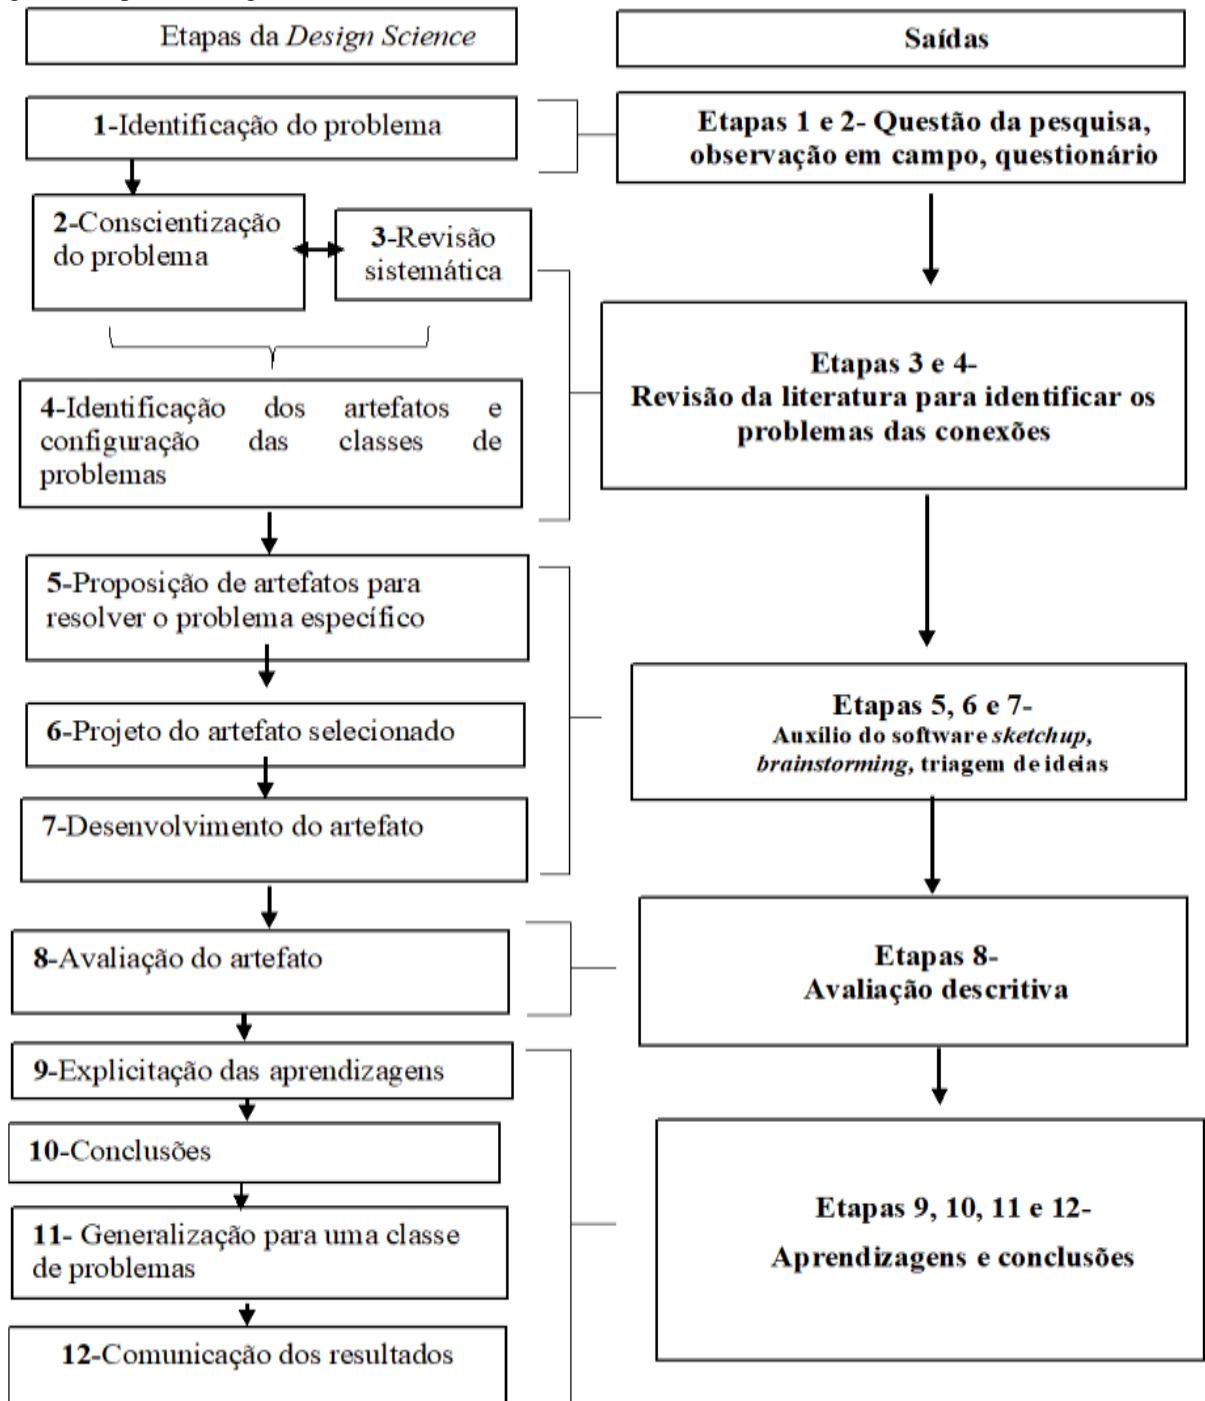 Etapas da Design Science
Saídas
1-Identificação do problema
Etapas 1 e 2- Questão da pesquisa,
observação em campo, questionário
2-Conscientização
do problema
3-Revisão
sistemática
Etapas 3 e 4-
Revisão da literatura para identificar os
problemas das conexões
4-Identificação dos artefatos e
configuração das classes de
problemas
5-Proposição de artefatos para
resolver o problema específico
6-Projeto do artefato selecionado
7-Desenvolvimento do artefato
Etapas 5, 6 e 7-
Auxílio do software sketchup,
brainstorming, triagem de ideias
8-Avaliação do artefato
Etapas 8-
Avaliação descritiva
9-Explicitação das aprendizagens
10-Conclusões
11- Generalização para uma classe
de problemas
12-Comunicação dos resultados
Etapas 9, 10, 11 e 12-
Aprendizagens e conclusões